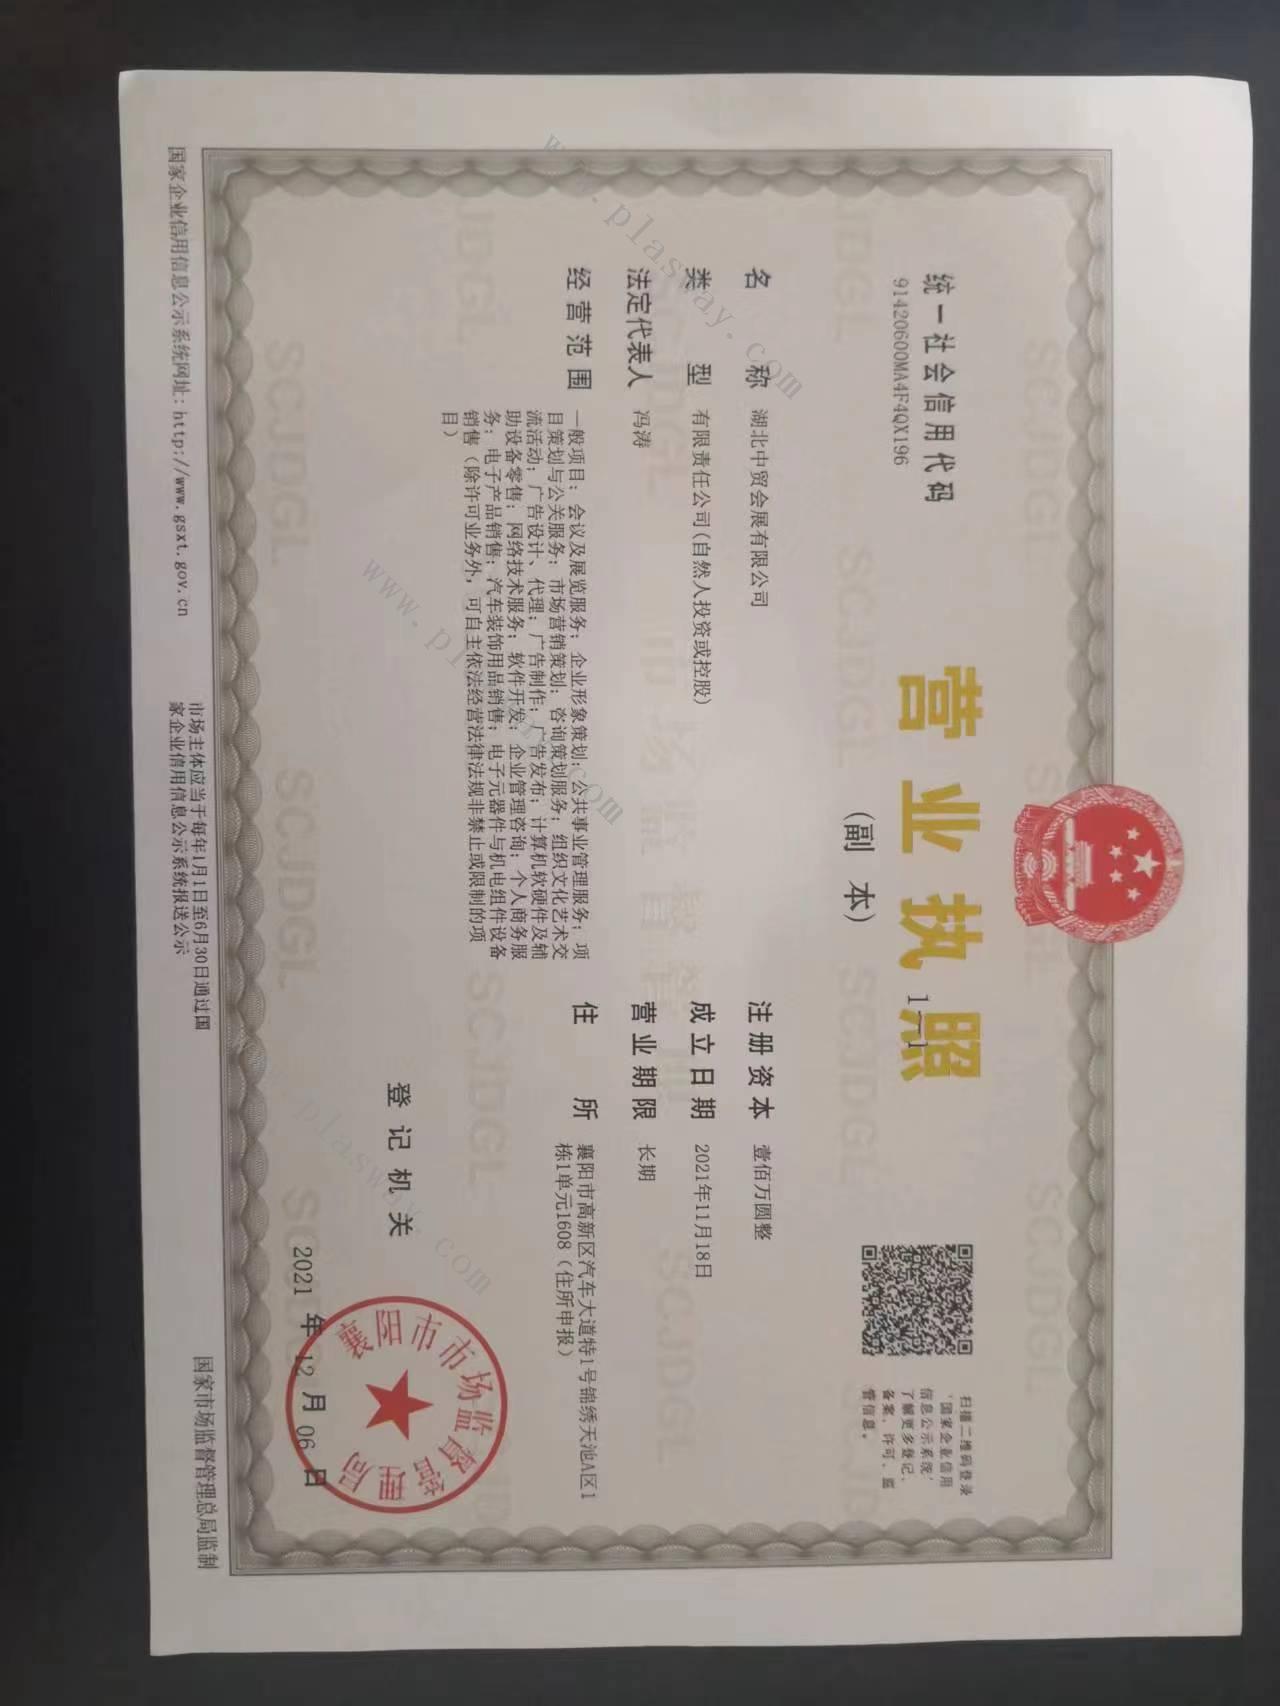 营业执照
(副 本)
1—1
统一社会信用代码
91420600MA4F4QX196
扫描二维码登录
‘国家企业信用
信息公示系统’
了解更多登记、
备案、许可、监
管信息。
名称 湖北中贸会展有限公司
类型 有限责任公司(自然人投资或控股)
法定代表人 冯涛
经营范围 一般项目：会议及展览服务；企业形象策划；公共事业管理服务；项
目策划与公关服务；市场营销策划；咨询策划服务；组织文化艺术交
流活动；广告设计、代理；广告制作；广告发布；计算机软硬件及辅
助设备零售；网络技术服务；软件开发；企业管理咨询；个人商务服
务；电子产品销售；汽车装饰用品销售；电子元器件与机电组件设备
销售（除许可业务外，可自主依法经营法律法规非禁止或限制的项
目）
注册资本 壹佰万圆整
成立日期 2021年11月18日
营业期限 长期
住所 襄阳市高新区汽车大道特1号锦绣天池A区1
栋1单元1608（住所申报）
登记机关
襄阳市市场监督管理局
2021 年 12 月 06 日
国家企业信用信息公示系统网址：http://www.gsxt.gov.cn
市场主体应当于每年1月1日至6月30日通过国
家企业信用信息公示系统报送公示
国家市场监督管理总局监制
www.plasway.com